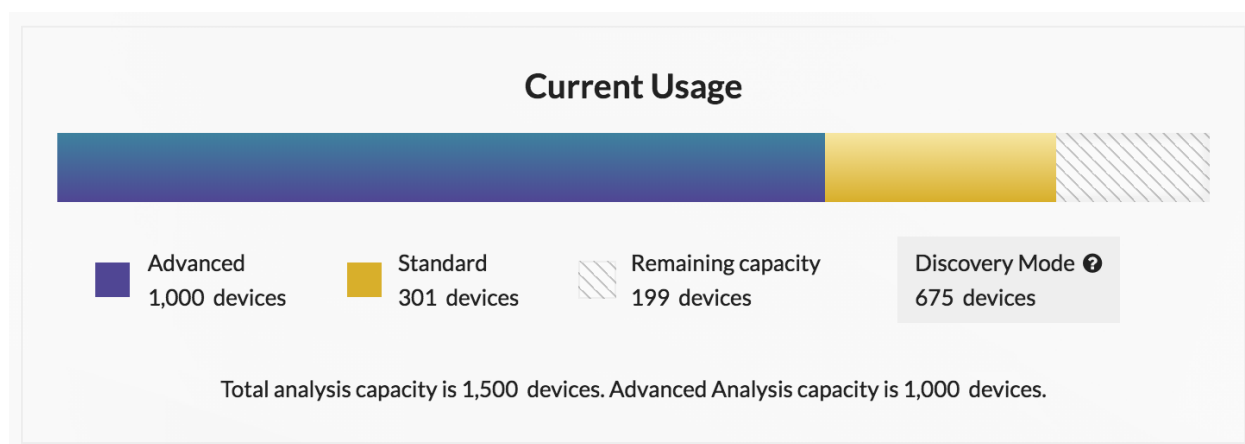 Current Usage
Advanced
1,000 devices
Standard
301 devices
Remaining capacity
199 devices
Discovery Mode ?
675 devices
Total analysis capacity is 1,500 devices. Advanced Analysis capacity is 1,000 devices.